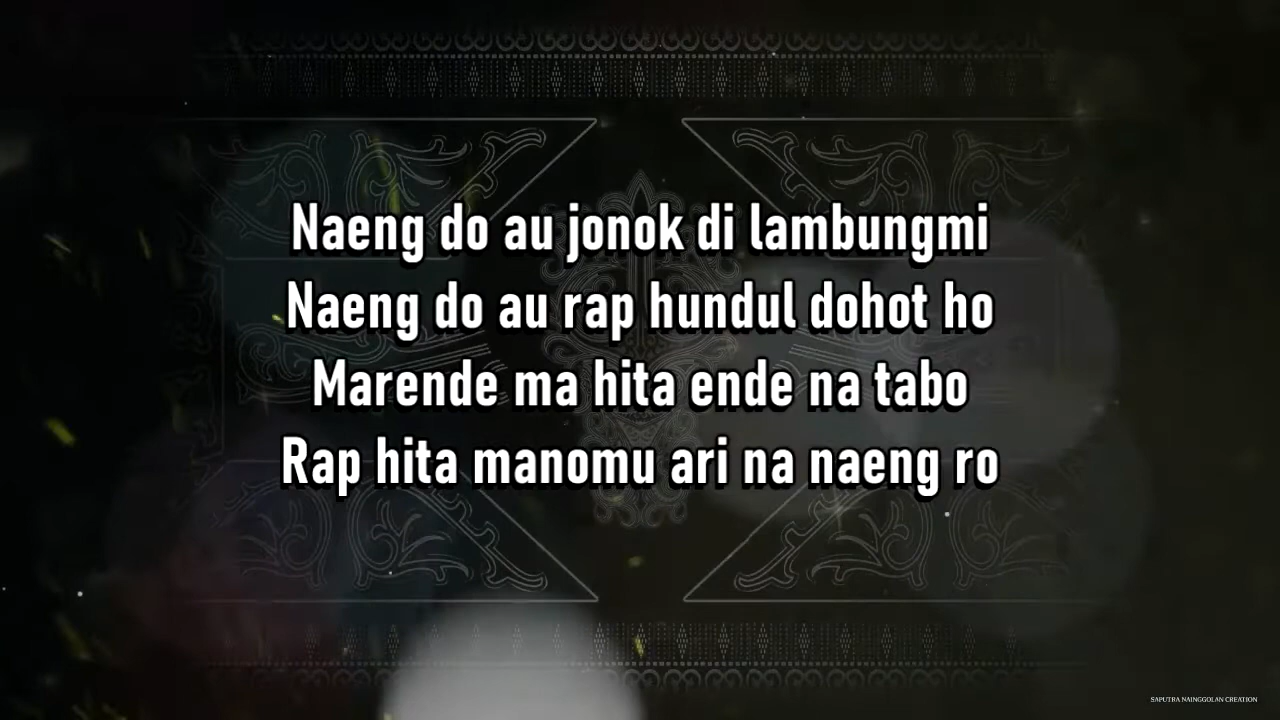 Naeng do au jonok di lambungmi
Naeng do au rap hundul dohot ho
Marende ma hita ende na tabo
Rap hita manomu ari na naeng ro
SAPUTRA NAINGGOLAN CREATION